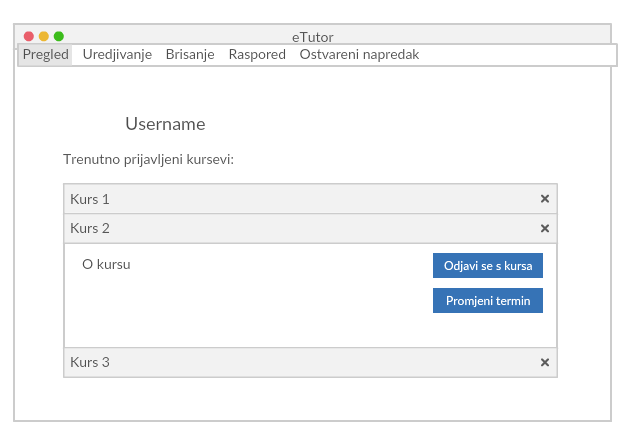 eTutor
Pregled Uredjivanje Brisanje Raspored Ostvareni napredak
Username
Trenutno prijavljeni kursevi:
Kurs 1
Kurs 2
O kursu
Odjavi se s kursa
Promjeni termin
Kurs 3